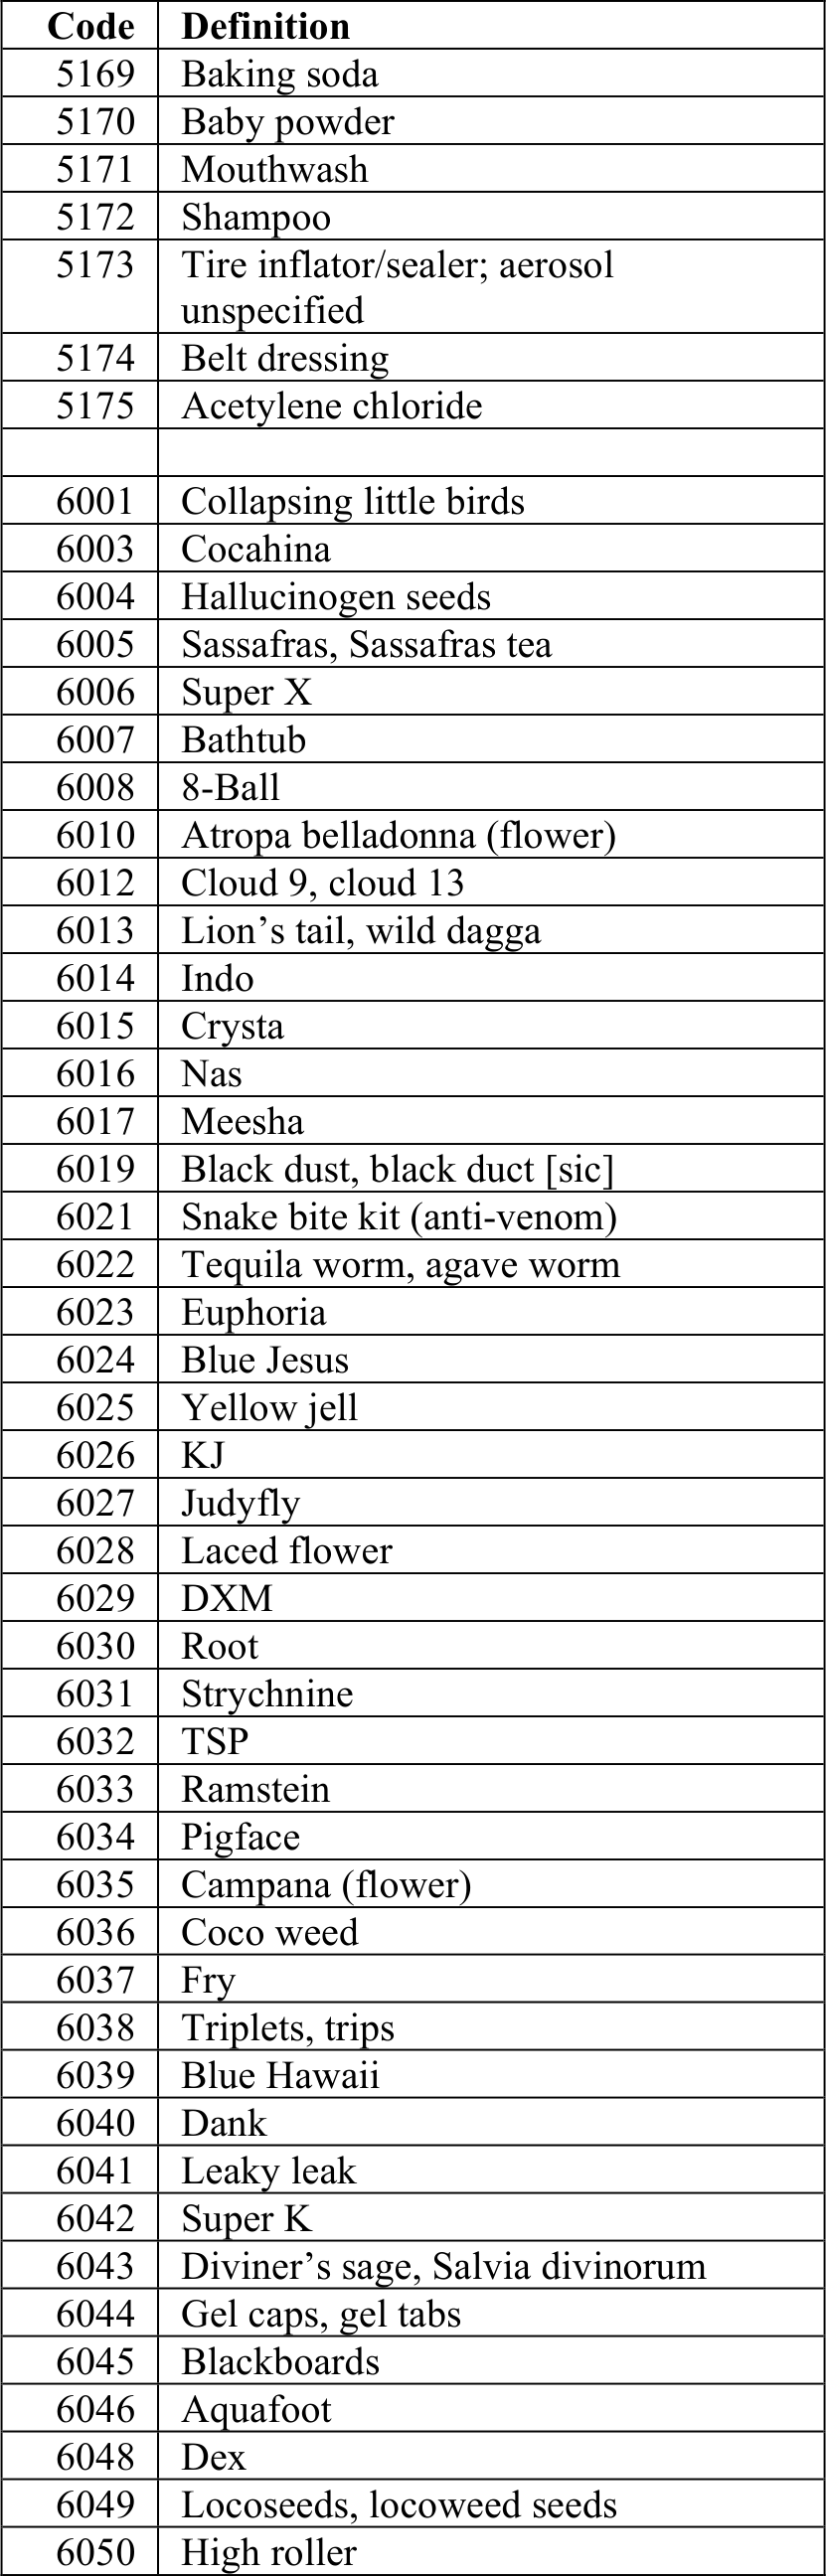 Code Definition
5169 Baking soda
5170 Baby powder
5171 Mouthwash
5172 Shampoo
5173 Tire inflator/sealer; aerosol
unspecified
5174 Belt dressing
5175 Acetylene chloride
6001 Collapsing little birds
6003 Cocahina
6004 Hallucinogen seeds
6005 Sassafras, Sassafras tea
6006 Super X
6007 Bathtub
6008 8-Ball
6010 Atropa belladonna (flower)
6012 Cloud 9, cloud 13
6013 Lion’s tail, wild dagga
6014 Indo
6015 Crysta
6016 Nas
6017 Meesha
6019 Black dust, black duct [sic]
6021 Snake bite kit (anti-venom)
6022 Tequila worm, agave worm
6023 Euphoria
6024 Blue Jesus
6025 Yellow jell
6026 KJ
6027 Judyfly
6028 Laced flower
6029 DXM
6030 Root
6031 Strychnine
6032 TSP
6033 Ramstein
6034 Pigface
6035 Campana (flower)
6036 Coco weed
6037 Fry
6038 Triplets, trips
6039 Blue Hawaii
6040 Dank
6041 Leaky leak
6042 Super K
6043 Diviner’s sage, Salvia divinorum
6044 Gel caps, gel tabs
6045 Blackboards
6046 Aquafoot
6048 Dex
6049 Locoseeds, locoweed seeds
6050 High roller